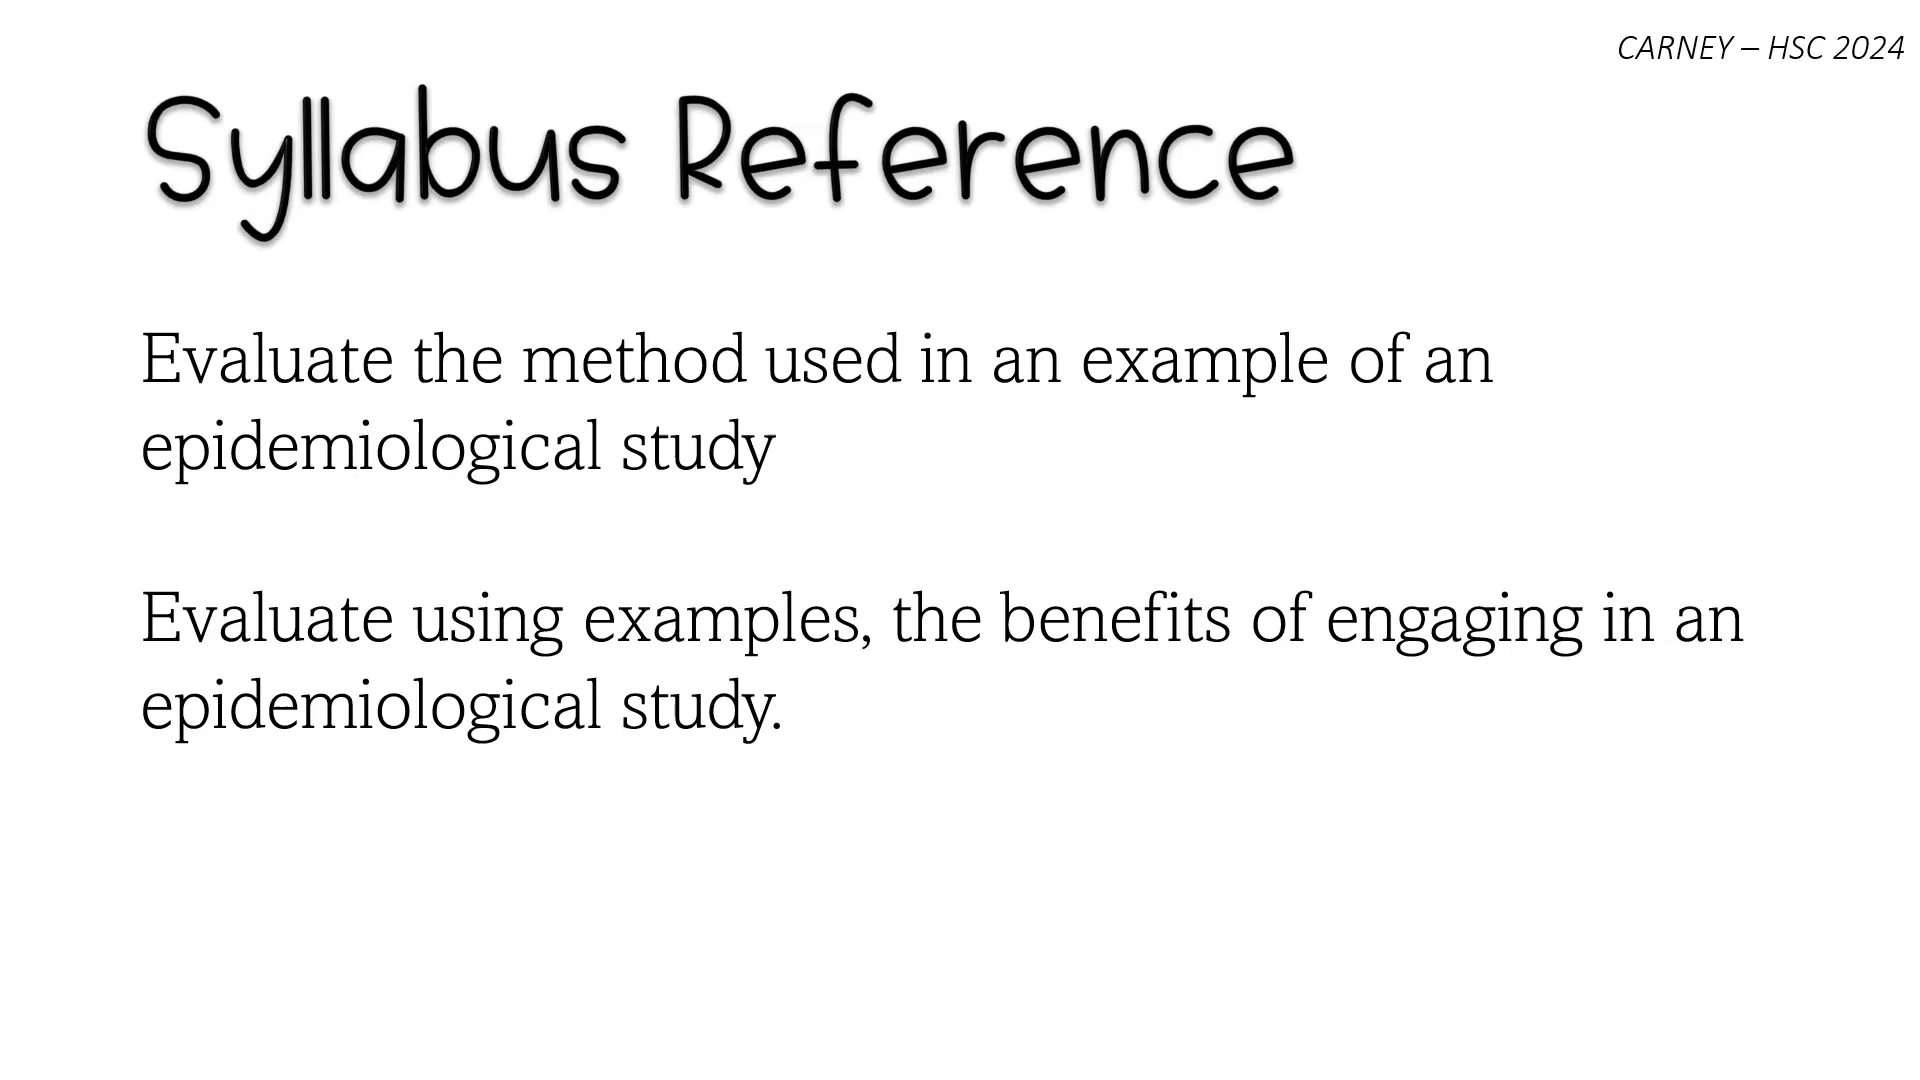 CARNEY – HSC 2024
Syllabus Reference
Evaluate the method used in an example of an
epidemiological study
Evaluate using examples, the benefits of engaging in an
epidemiological study.